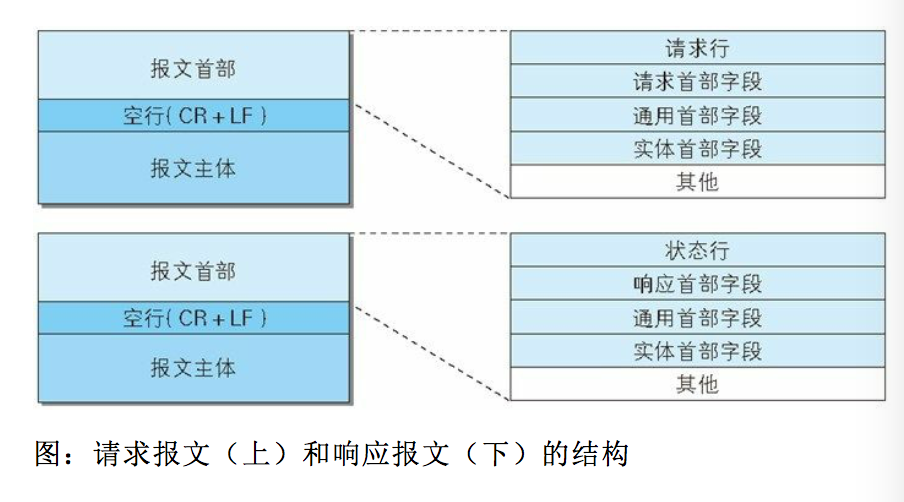 报文首部
空行( CR + LF )
报文主体
请求行
请求首部字段
通用首部字段
实体首部字段
其他
报文首部
空行( CR + LF )
报文主体
状态行
响应首部字段
通用首部字段
实体首部字段
其他
图：请求报文（上）和响应报文（下）的结构